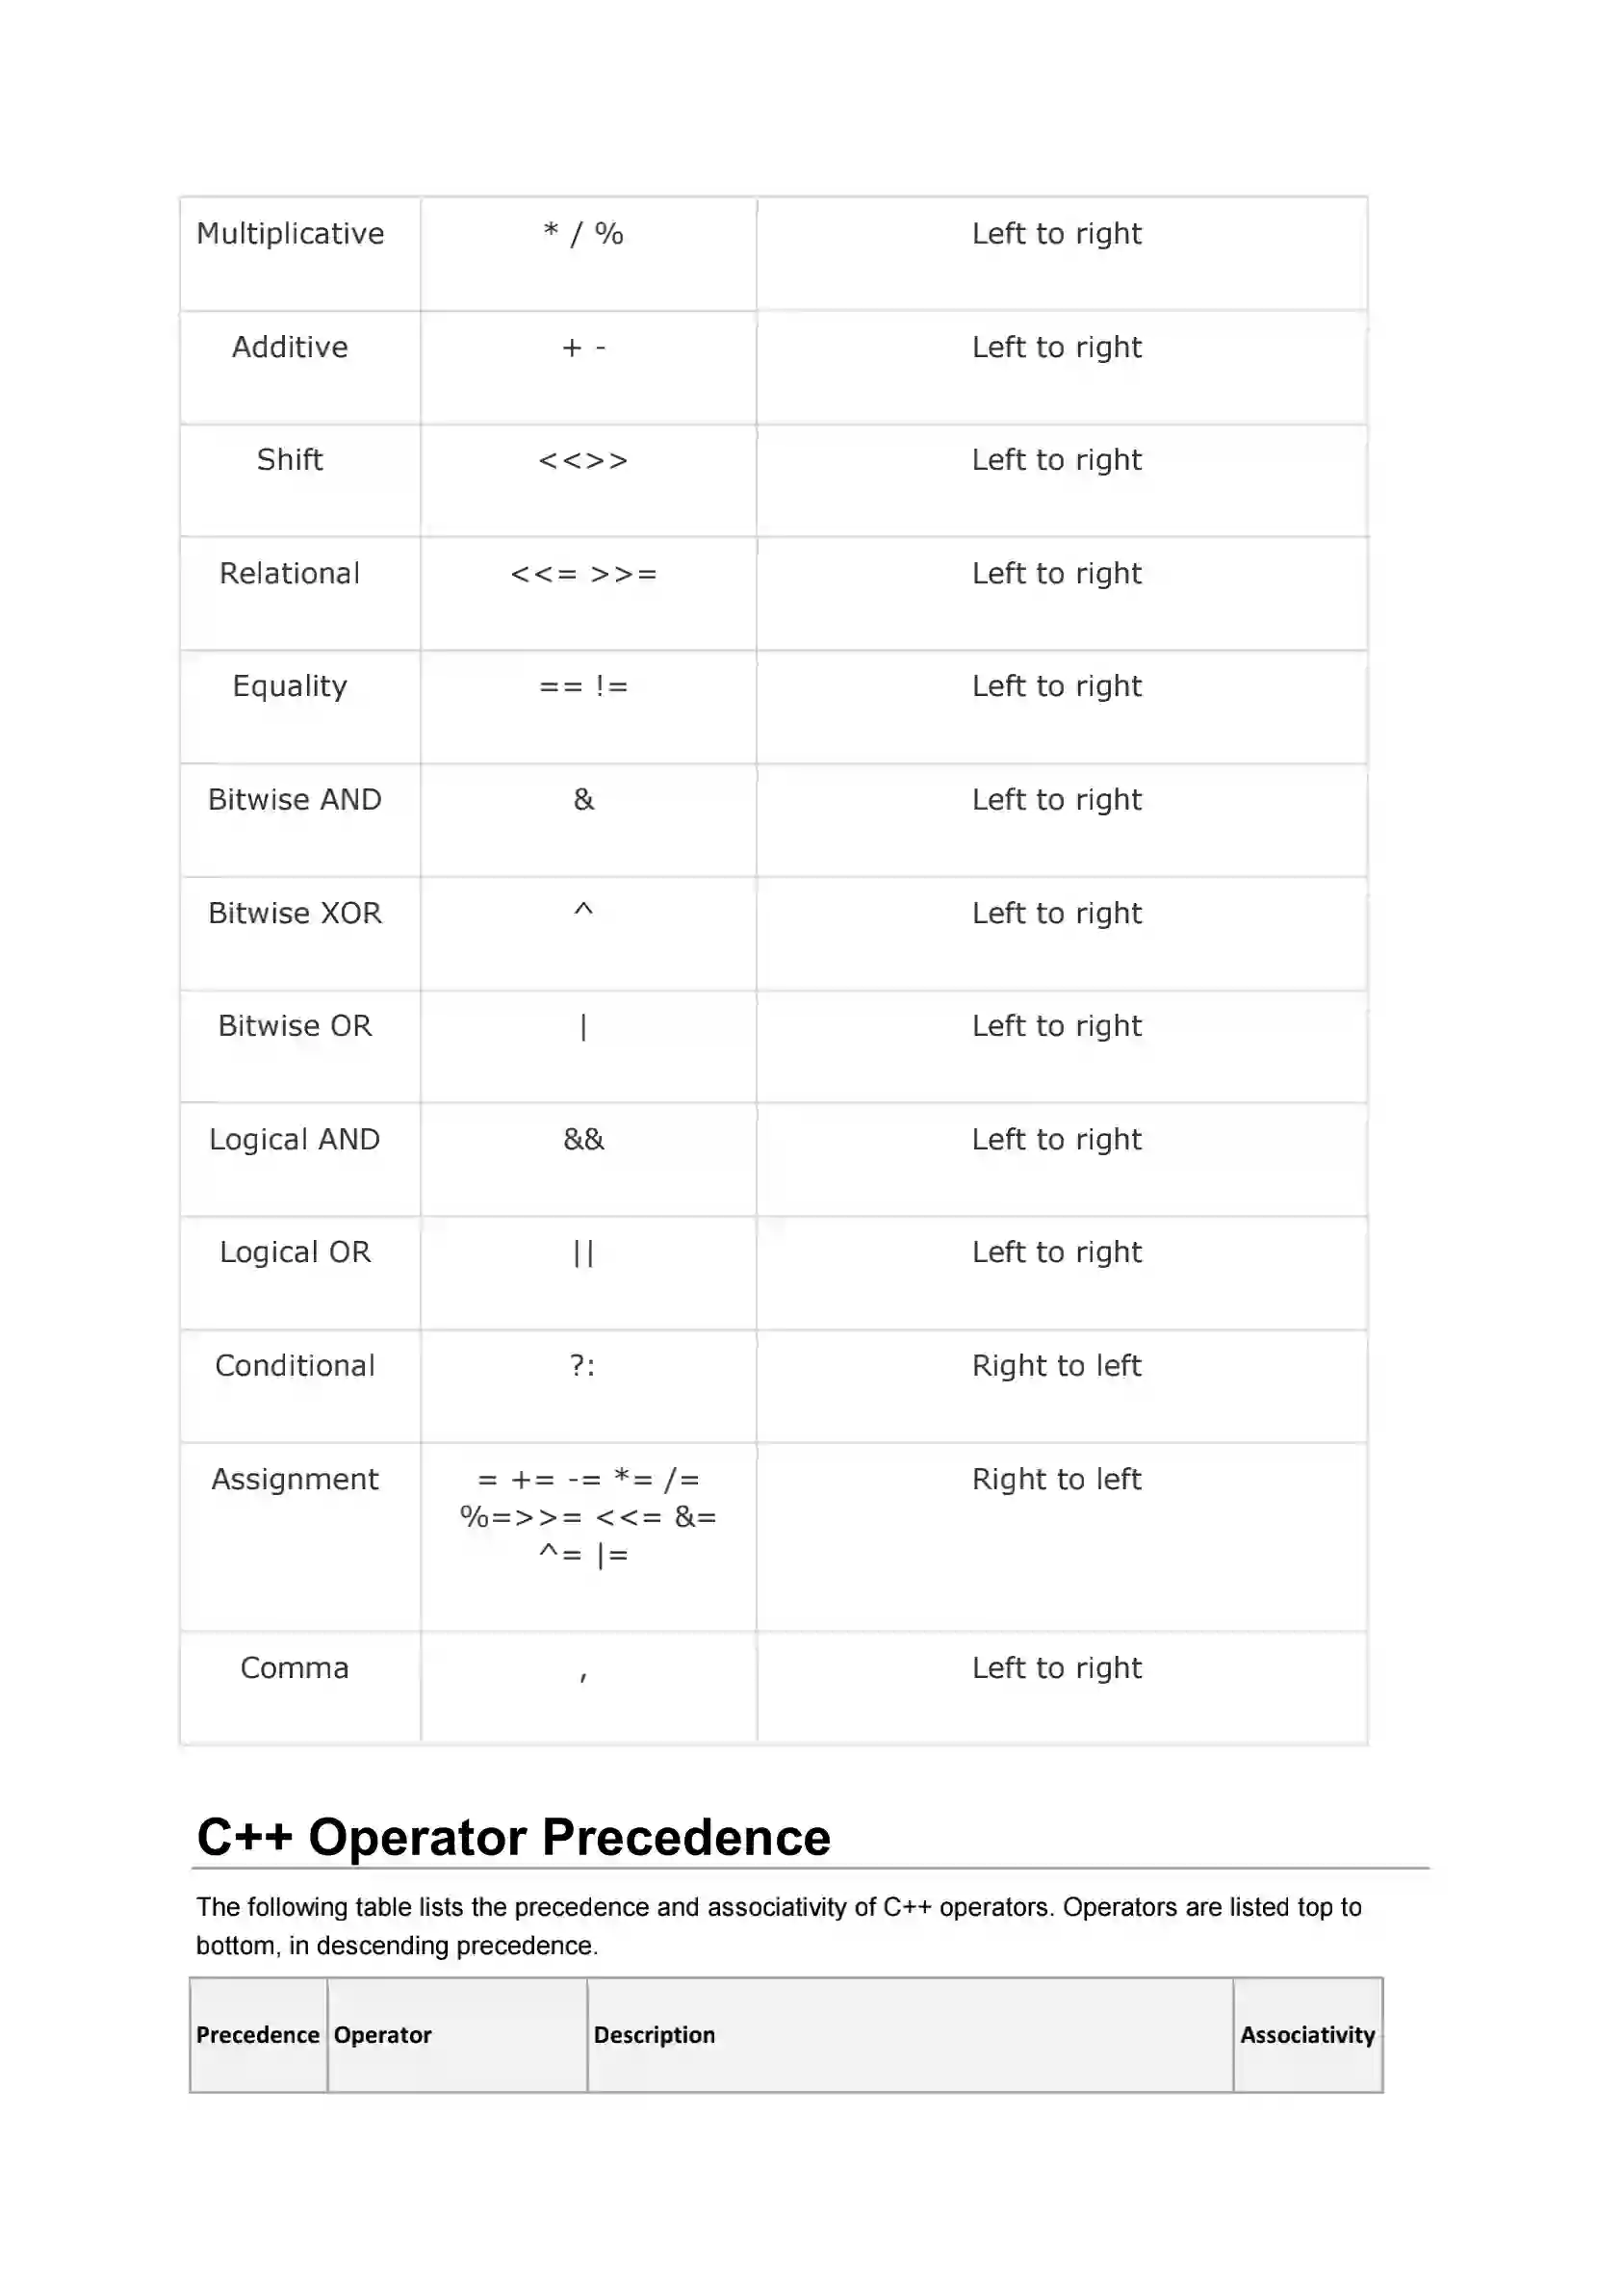 Multiplicative * / % Left to right
Additive + - Left to right
Shift <<>> Left to right
Relational <<= >>= Left to right
Equality == != Left to right
Bitwise AND & Left to right
Bitwise XOR ^ Left to right
Bitwise OR | Left to right
Logical AND && Left to right
Logical OR || Left to right
Conditional ?: Right to left
Assignment = += -= *= /= Right to left
%=>>= <<= &=
^= |=
Comma , Left to right
C++ Operator Precedence
The following table lists the precedence and associativity of C++ operators. Operators are listed top to
bottom, in descending precedence.
Precedence Operator Description Associativity